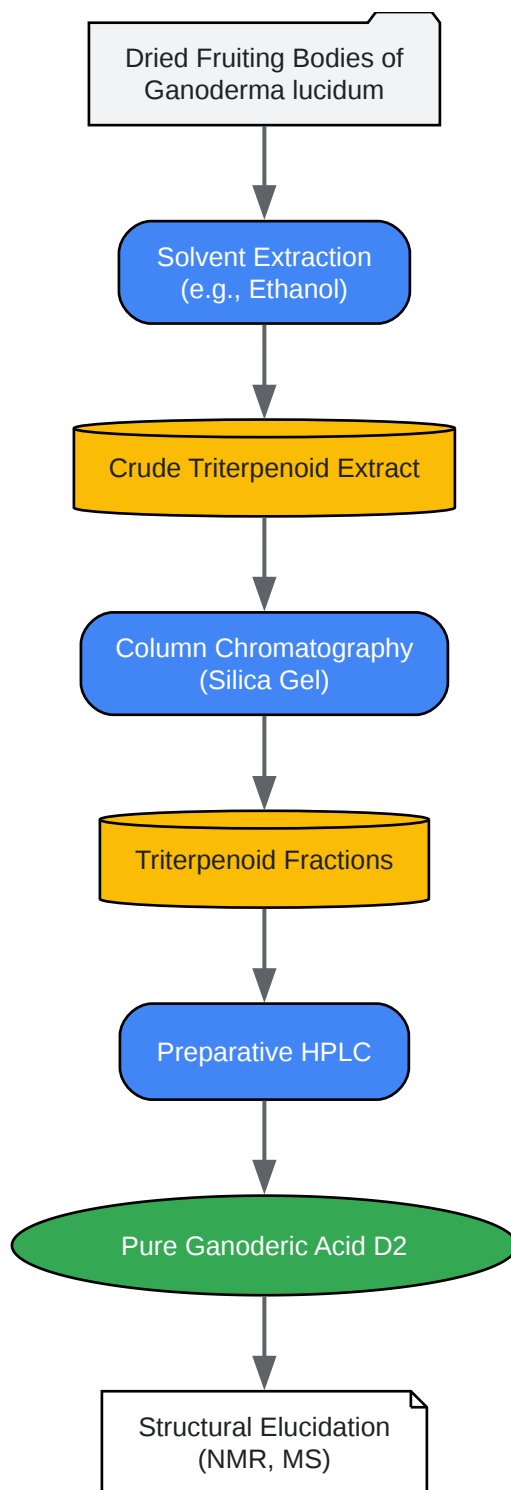 Dried Fruiting Bodies of
Ganoderma lucidum
Solvent Extraction
(e.g., Ethanol)
Crude Triterpenoid Extract
Column Chromatography
(Silica Gel)
Triterpenoid Fractions
Preparative HPLC
Pure Ganoderic Acid D2
Structural Elucidation
(NMR, MS)